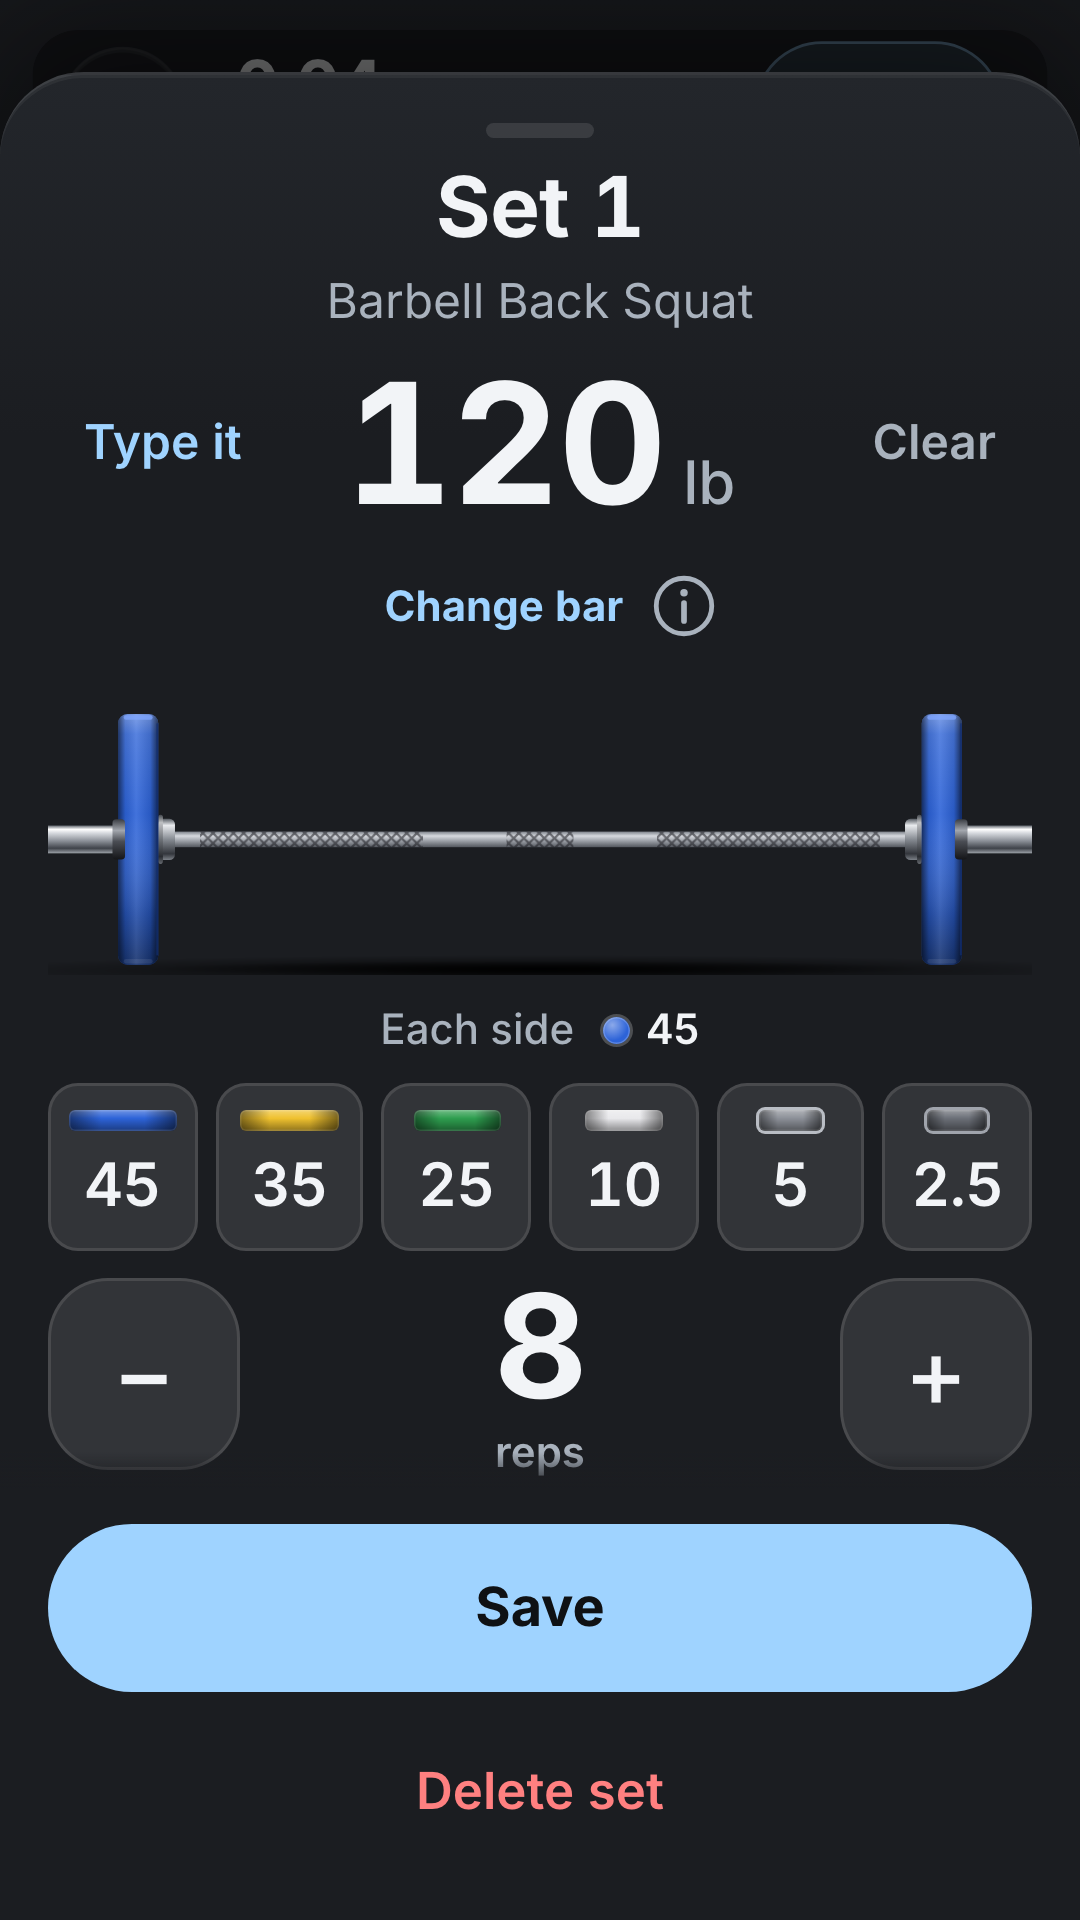 Set 1
Barbell Back Squat
Type it
120 lb
Clear
Change bar
Each side 45
45
35
25
10
5
2.5
−
8
+
reps
Save
Delete set